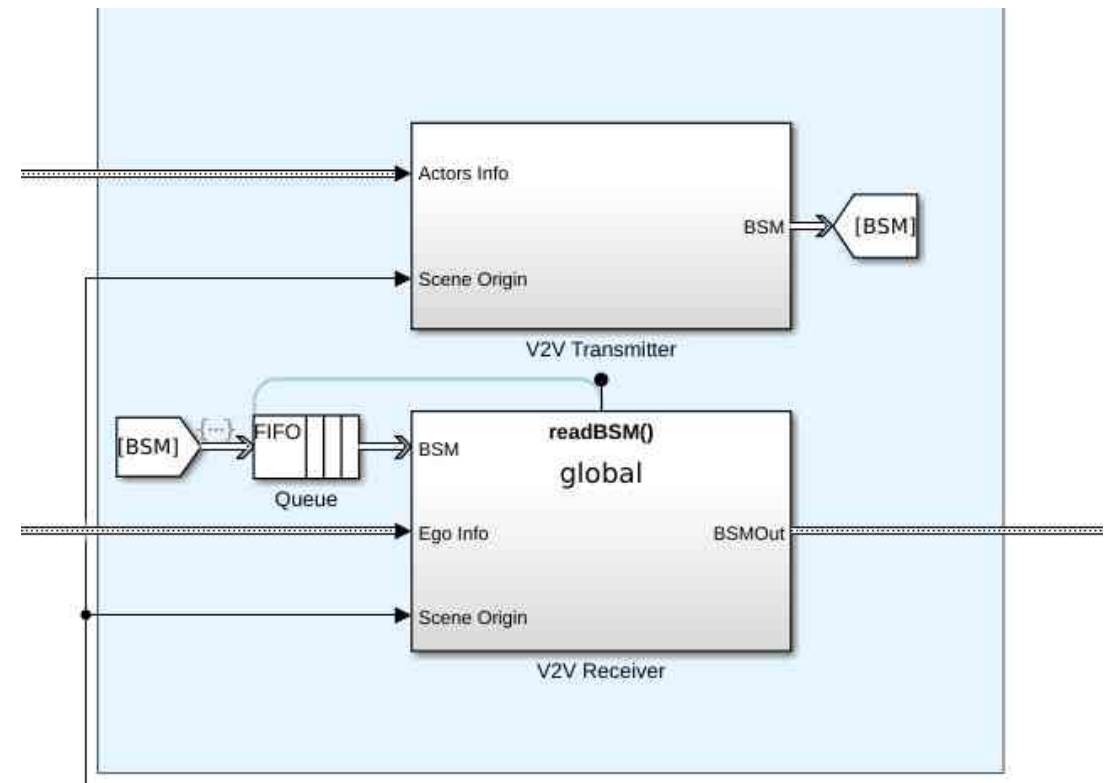 Actors Info
BSM
[BSM]
Scene Origin
V2V Transmitter
[BSM]
{...}
FIFO
Queue
readBSM()
global
BSM
Ego Info
BSMOut
Scene Origin
V2V Receiver